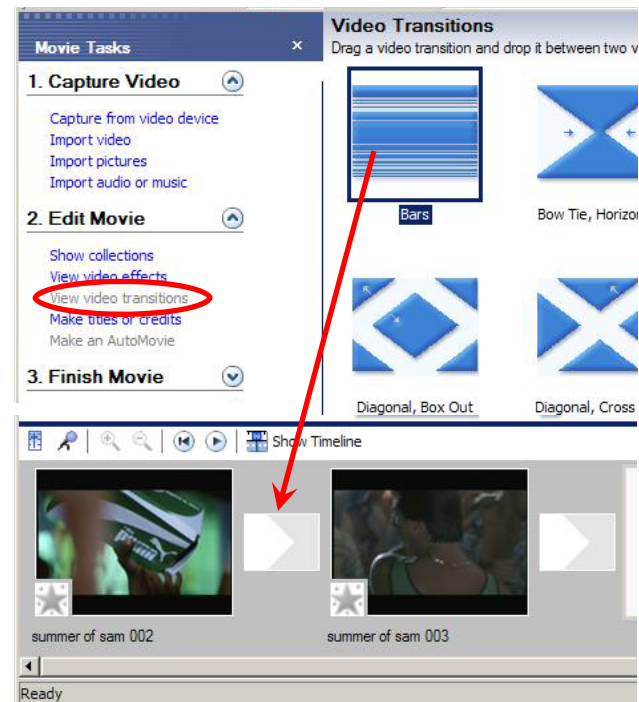 Movie Tasks
×
1. Capture Video
Capture from video device
Import video
Import pictures
Import audio or music
2. Edit Movie
Show collections
View video effects
View video transitions
Make titles or credits
Make an AutoMovie
3. Finish Movie
Video Transitions
Drag a video transition and drop it between two v
Bars
Bow Tie, Horizon
Diagonal, Box Out
Diagonal, Cross
Show Timeline
summer of sam 002
summer of sam 003
Ready